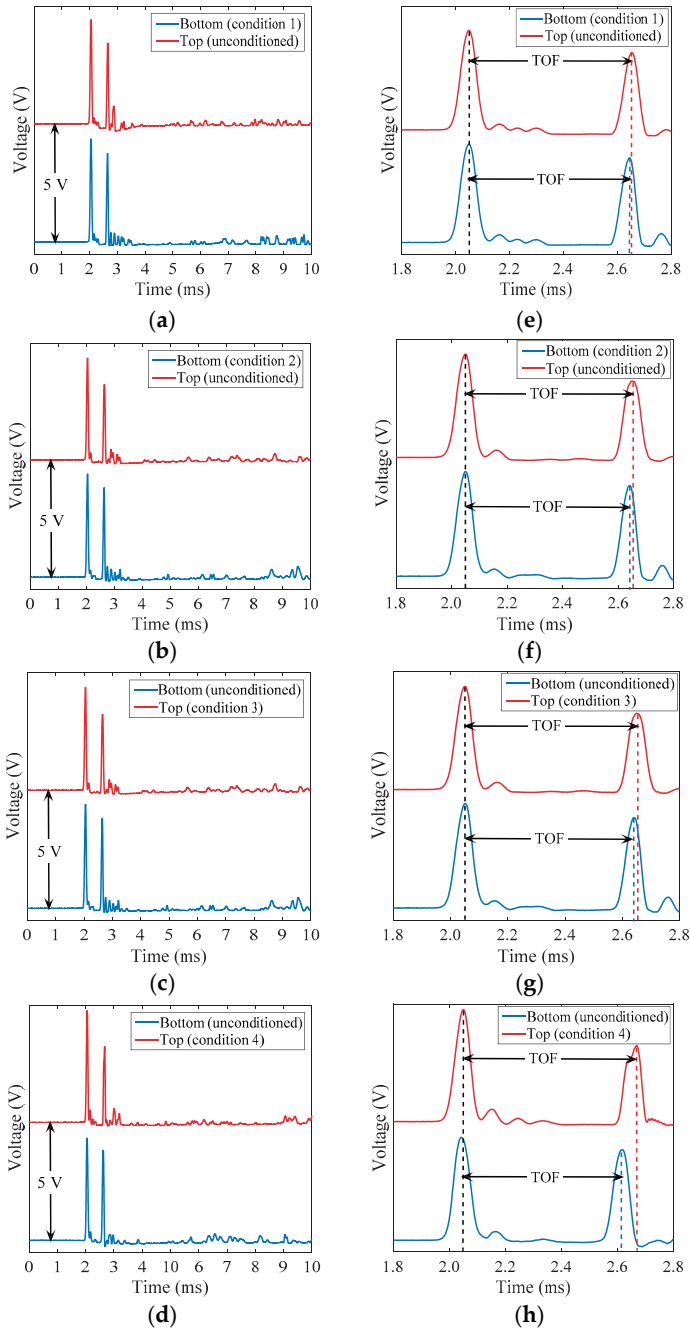 Bottom (condition 1)
Top (unconditioned)
Voltage (V)
5 V
0 1 2 3 4 5 6 7 8 9 10
Time (ms)
(a)
Bottom (condition 1)
Top (unconditioned)
Voltage (V)
TOF
TOF
1.8 2.0 2.2 2.4 2.6 2.8
Time (ms)
(e)
Bottom (condition 2)
Top (unconditioned)
Voltage (V)
5 V
0 1 2 3 4 5 6 7 8 9 10
Time (ms)
(b)
Bottom (condition 2)
Top (unconditioned)
Voltage (V)
TOF
TOF
1.8 2.0 2.2 2.4 2.6 2.8
Time (ms)
(f)
Bottom (unconditioned)
Top (condition 3)
Voltage (V)
5 V
0 1 2 3 4 5 6 7 8 9 10
Time (ms)
(c)
Bottom (unconditioned)
Top (condition 3)
Voltage (V)
TOF
TOF
1.8 2.0 2.2 2.4 2.6 2.8
Time (ms)
(g)
Bottom (unconditioned)
Top (condition 4)
Voltage (V)
5 V
0 1 2 3 4 5 6 7 8 9 10
Time (ms)
(d)
Bottom (unconditioned)
Top (condition 4)
Voltage (V)
TOF
TOF
1.8 2.0 2.2 2.4 2.6 2.8
Time (ms)
(h)